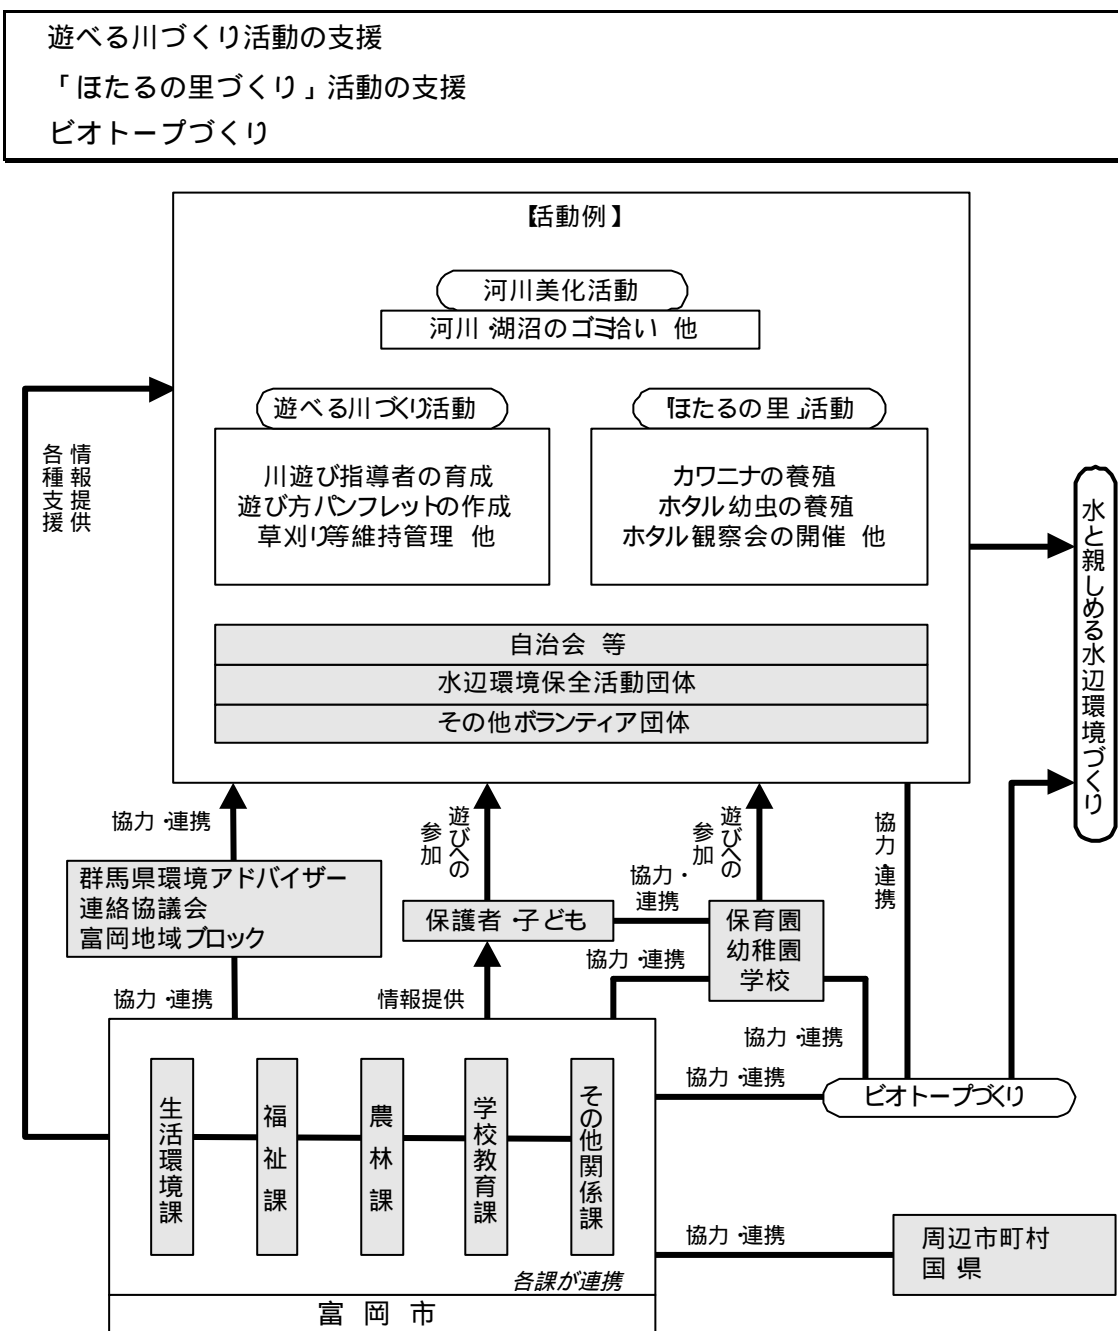 遊べる川づくり活動の支援
「ほたるの里づくり」活動の支援
ビオトープづくり
【活動例】
河川美化活動
河川・湖沼のゴミ拾い 他
遊べる川づくり活動
川遊び指導者の育成
遊び方パンフレットの作成
草刈り等維持管理 他
「ほたるの里」活動
カワニナの養殖
ホタル幼虫の養殖
ホタル観察会の開催 他
自治会 等
水辺環境保全活動団体
その他ボランティア団体
情報提供
各種支援
水と親しめる水辺環境づくり
協力・連携
遊びへの
参加
遊びへの
参加
協力・連携
群馬県環境アドバイザー
連絡協議会
富岡地域ブロック
保護者・子ども
協力・
連携
保育園
幼稚園
学校
協力・連携
協力・連携
情報提供
協力・連携
協力・連携
ビオトープづくり
生活環境課
福祉課
農林課
学校教育課
その他関係課
各課が連携
富岡市
協力・連携
周辺市町村
国・県